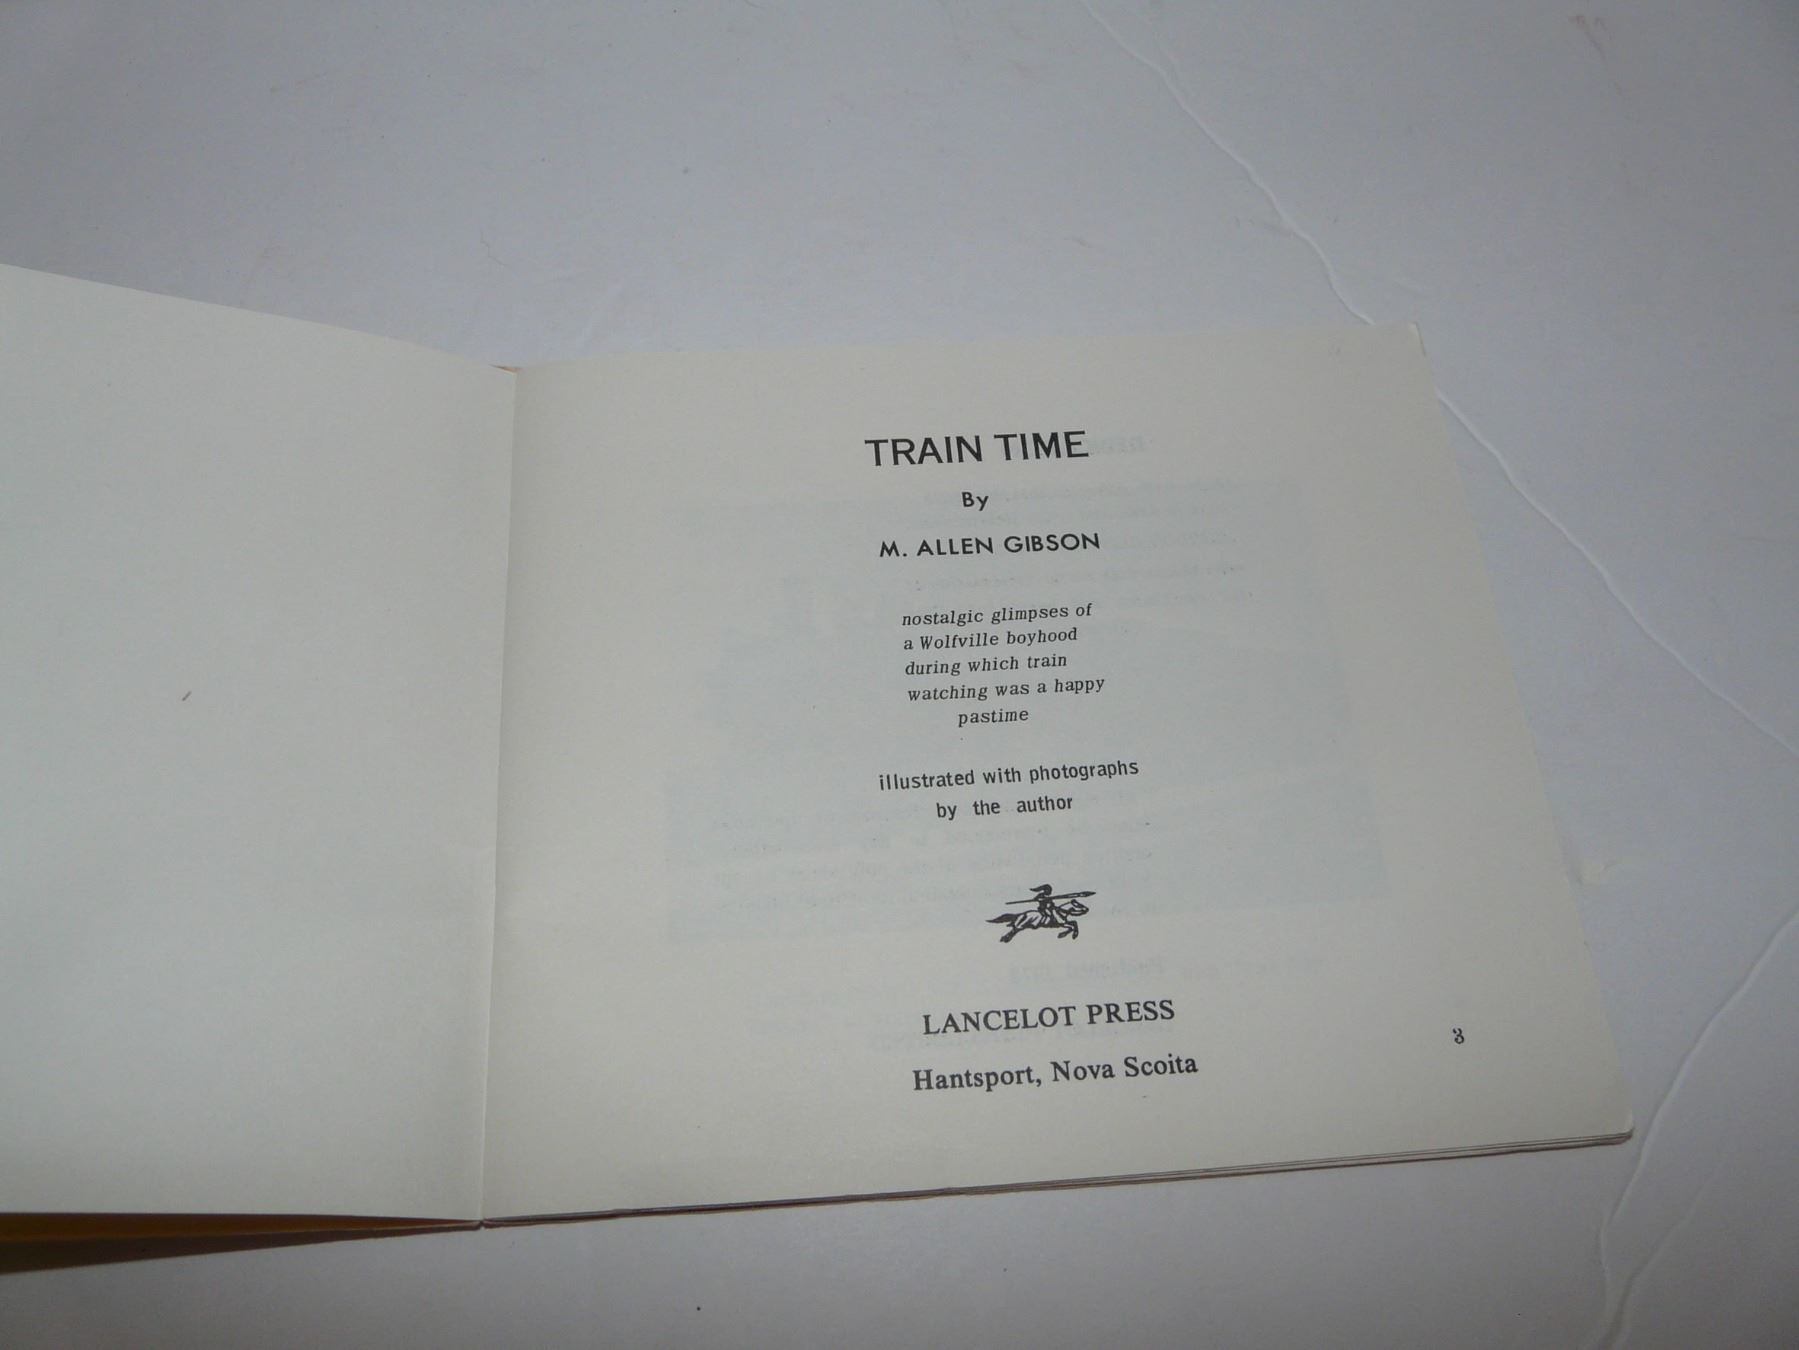 TRAIN TIME
By
M. ALLEN GIBSON
nostalgic glimpses of
a Wolfville boyhood
during which train
watching was a happy
pastime
illustrated with photographs
by the author
LANCELOT PRESS
Hantsport, Nova Scoita
3